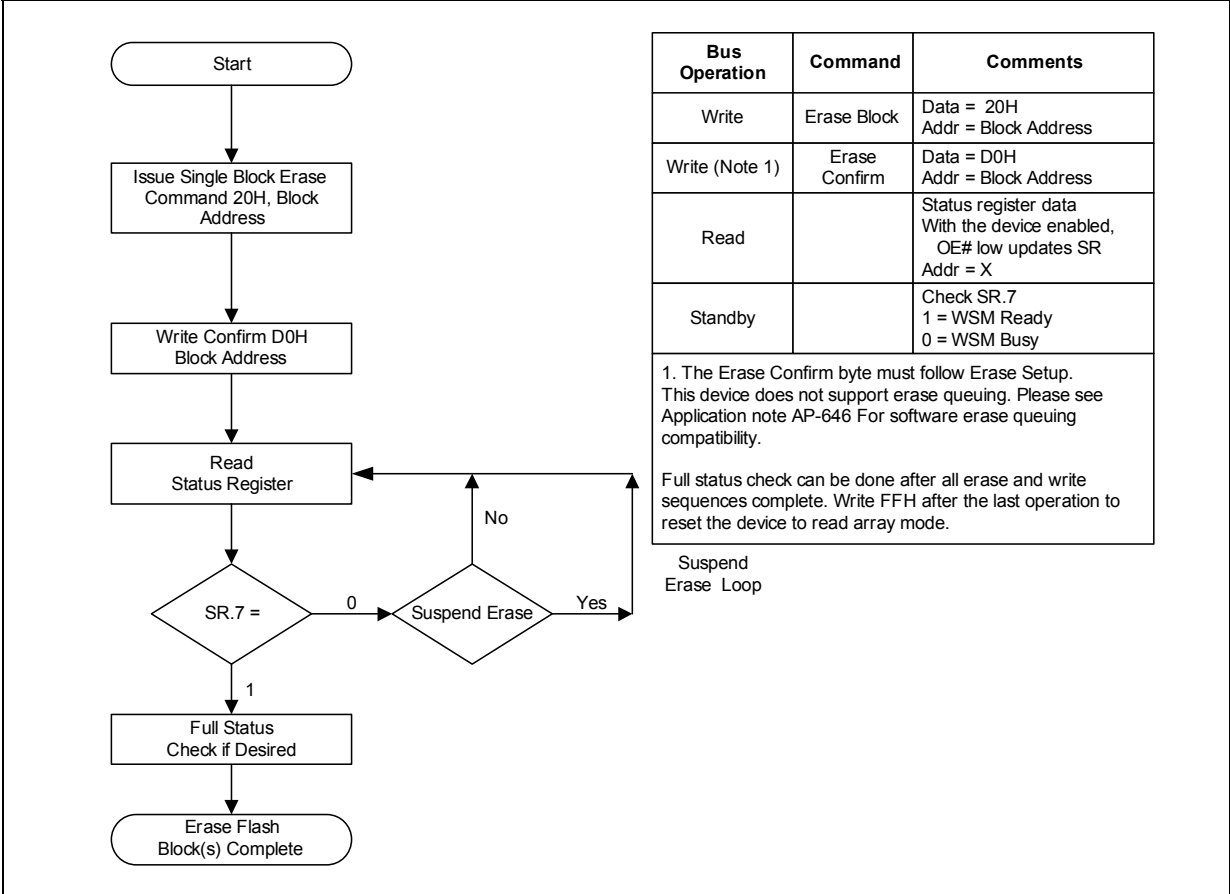 Start
Issue Single Block Erase
Command 20H, Block
Address
Write Confirm D0H
Block Address
Read
Status Register
SR.7 =
0
Suspend Erase
No
Yes
1
Full Status
Check if Desired
Erase Flash
Block(s) Complete
Bus
Operation
Command
Comments
Write
Erase Block
Data = 20H
Addr = Block Address
Write (Note 1)
Erase
Confirm
Data = D0H
Addr = Block Address
Read
Status register data
With the device enabled,
OE# low updates SR
Addr = X
Standby
Check SR.7
1 = WSM Ready
0 = WSM Busy
1. The Erase Confirm byte must follow Erase Setup.
This device does not support erase queuing. Please see
Application note AP-646 For software erase queuing
compatibility.
Full status check can be done after all erase and write
sequences complete. Write FFH after the last operation to
reset the device to read array mode.
Suspend
Erase Loop